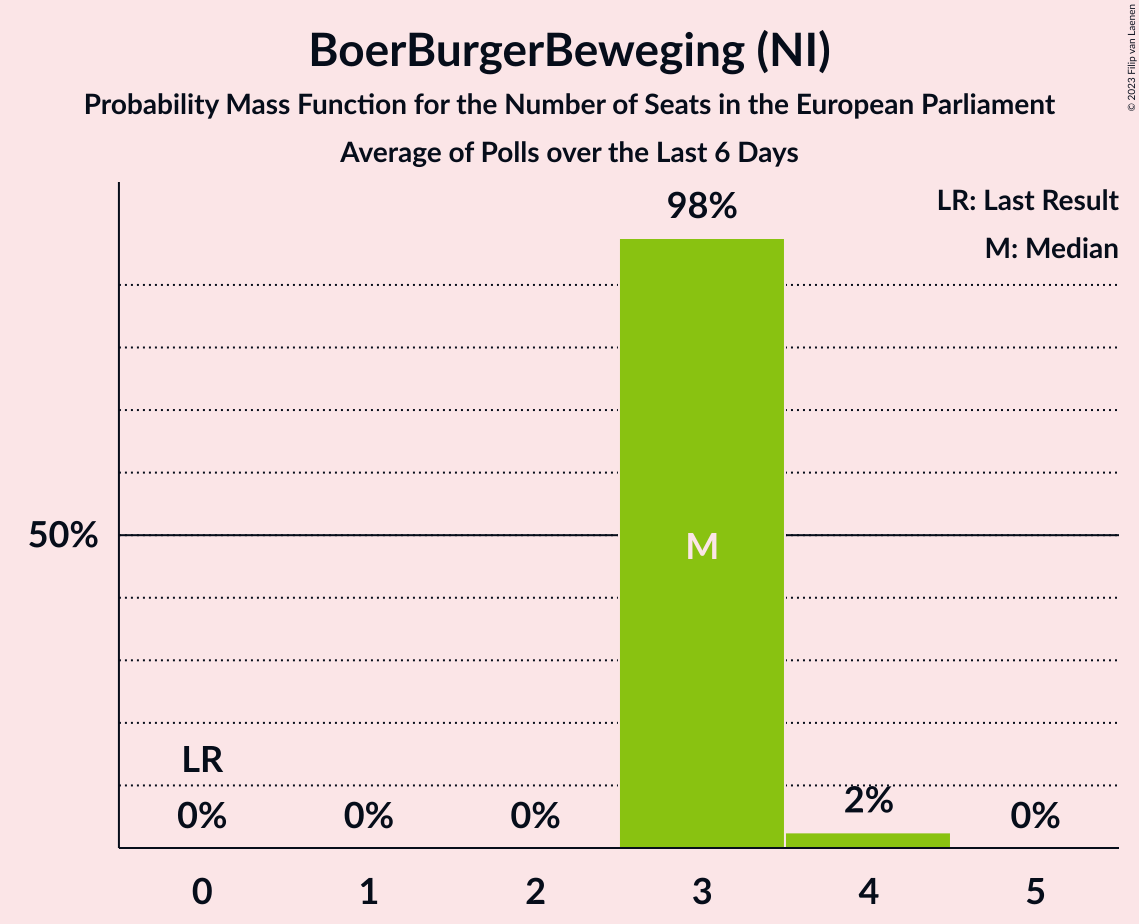 BoerBurgerBeweging (NI)
Probability Mass Function for the Number of Seats in the European Parliament
Average of Polls over the Last 6 Days
© 2023 Filip van Laenen
LR: Last Result
M: Median
98%
50%
M
LR
0%
0%
0%
2%
0%
0
1
2
3
4
5